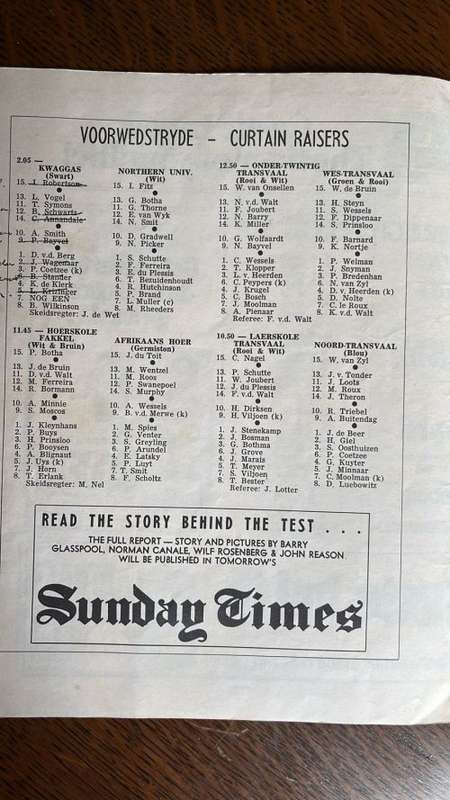 VOORWEDSTRYDE — CURTAIN RAISERS
2.05 —
KWAGGAS
(Swart)
15. I. Robertson
●
13. L. Vogel
11. T. Symons
12. B. Schwartz
14. C. Annandale
●
10. A. Smith
9. P. Bayvel
●
1. D. v.d. Berg
2. J. Wagenaar
3. P. Coetzee (k)
6. B. Stander
4. K. de Klerk
5. L. Kritzinger
7. NOG EEN
8. B. Wilkinson
Skeidsregter: J. de Wet
NORTHERN UNIV.
(Wit)
15. I. Fitz
●
13. G. Botha
11. G. Thorne
12. E. van Wyk
14. N. Smit
●
10. D. Gradwell
9. N. Picker
●
1. S. Schutte
2. F. Ferreira
3. E. du Plessis
6. T. Bezuidenhoudt
4. R. Hutchinson
5. P. Brand
7. L. Muller (c)
8. M. Rheeders
12.50 — ONDER-TWINTIG
TRANSVAAL
(Rooi & Wit)
15. W. van Onsellen
●
13. N. v.d. Walt
11. F. Joubert
12. N. Barry
14. K. Miller
●
10. G. Wolfaardt
9. N. Bayvel
●
1. C. Wessels
2. T. Klopper
3. L. v. Heerden
6. C. Peypers (k)
4. J. Krugel
5. C. Bosch
7. J. Moolman
8. A. Pienaar
Referee: F. v.d. Walt
WES-TRANSVAAL
(Groen & Rooi)
15. W. de Bruin
●
13. H. Steyn
11. S. Wessels
12. F. Dippenaar
14. S. Prinsloo
●
10. F. Barnard
9. K. Nortje
●
1. P. Welman
2. J. Snyman
3. P. Bredenhan
6. N. van Zyl
4. D. v. Heerden (k)
5. D. Nolte
7. C. le Roux
8. K. v.d. Walt
11.45 — HOERSKOLE
FAKKEL
(Wit & Bruin)
15. P. Botha
●
13. J. de Bruin
11. D. v.d. Walt
12. M. Ferreira
14. R. Bormann
●
10. A. Minnie
9. S. Moscos
●
1. J. Kleynhans
2. P. Buys
3. H. Prinsloo
6. P. Booysen
4. A. Blignaut
5. J. Uys (k)
7. J. Horn
8. T. Erlank
Skeidsregter: M. Nel
AFRIKAANS HOER
(Germiston)
15. J. du Toit
●
13. M. Wentzel
11. M. Roos
12. P. Swanepoel
14. S. Murphy
●
10. A. Wessels
9. B. v.d. Merwe (k)
●
1. M. Spies
2. G. Venter
3. S. Greyling
6. F. Arundel
4. E. Latsky
5. P. Luyt
7. T. Smit
8. F. Scholtz
10.50 — LAERSKOLE
TRANSVAAL
(Rooi & Wit)
15. C. Nagel
●
13. P. Schutte
11. W. Joubert
12. J. du Plessis
14. F. v.d. Walt
●
10. H. Dirksen
9. H. Viljoen (k)
●
1. J. Stenekamp
2. J. Bosman
3. G. Bothma
6. J. Grove
4. J. Marais
5. T. Meyer
7. S. Viljoen
8. T. Bester
Referee: J. Lotter
NOORD-TRANSVAAL
(Blou)
15. W. van Zyl
●
13. J. v. Tonder
11. J. Loots
12. M. Roux
14. J. Theron
●
10. R. Triebel
9. A. Buitendag
●
1. J. de Beer
2. H. Giel
3. S. Oosthuizen
6. P. Coetzee
4. G. Kuyter
5. J. Minnaar
7. C. Moolman (k)
8. D. Luebowitz
READ THE STORY BEHIND THE TEST . . .
THE FULL REPORT — STORY AND PICTURES BY BARRY
GLASSPOOL, NORMAN CANALE, WILF ROSENBERG & JOHN REASON.
WILL BE PUBLISHED IN TOMORROW'S
Sunday Times